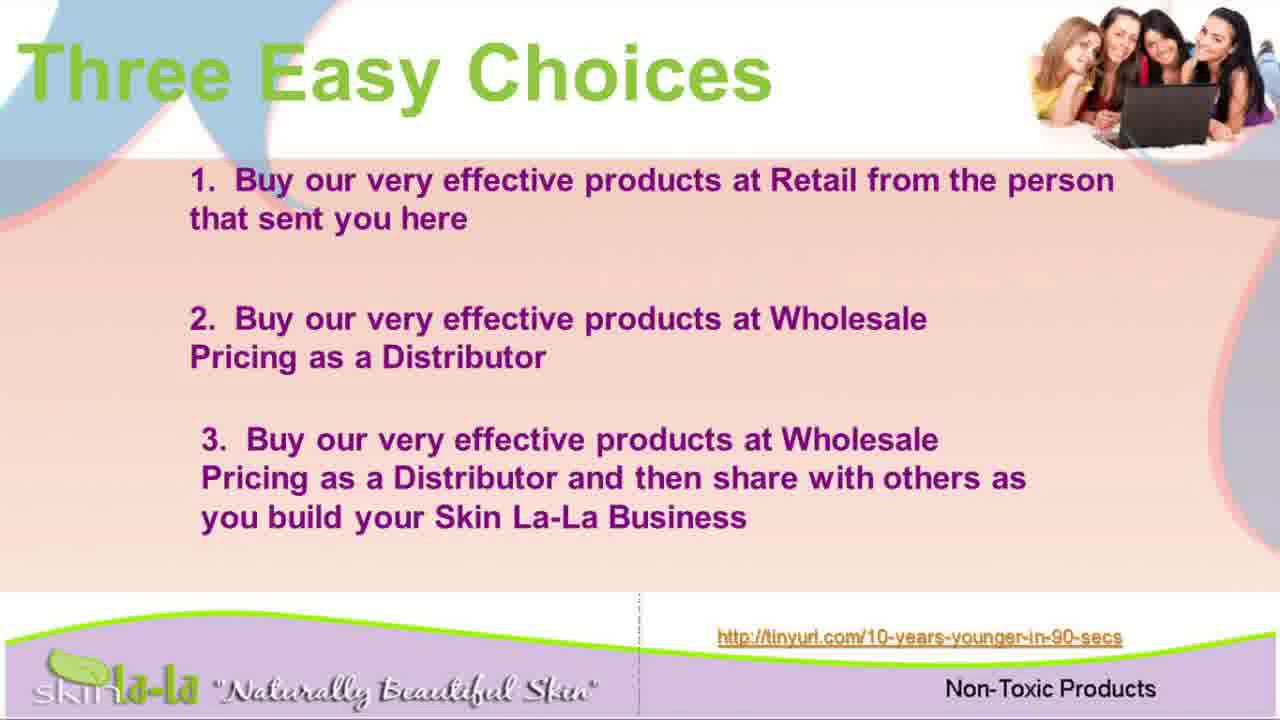 Three Easy Choices
1. Buy our very effective products at Retail from the person
that sent you here
2. Buy our very effective products at Wholesale
Pricing as a Distributor
3. Buy our very effective products at Wholesale
Pricing as a Distributor and then share with others as
you build your Skin La-La Business
http://tinyurl.com/10-years-younger-in-90-secs
skin la-la "Naturally Beautiful Skin"
Non-Toxic Products